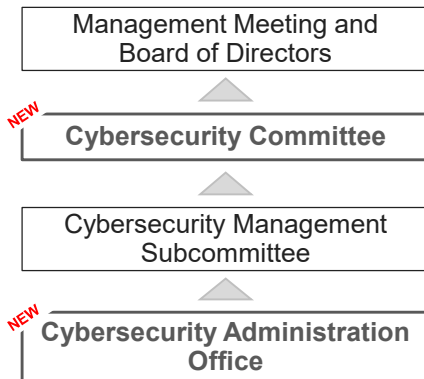 Management Meeting and
Board of Directors
NEW
Cybersecurity Committee
Cybersecurity Management
Subcommittee
NEW
Cybersecurity Administration
Office